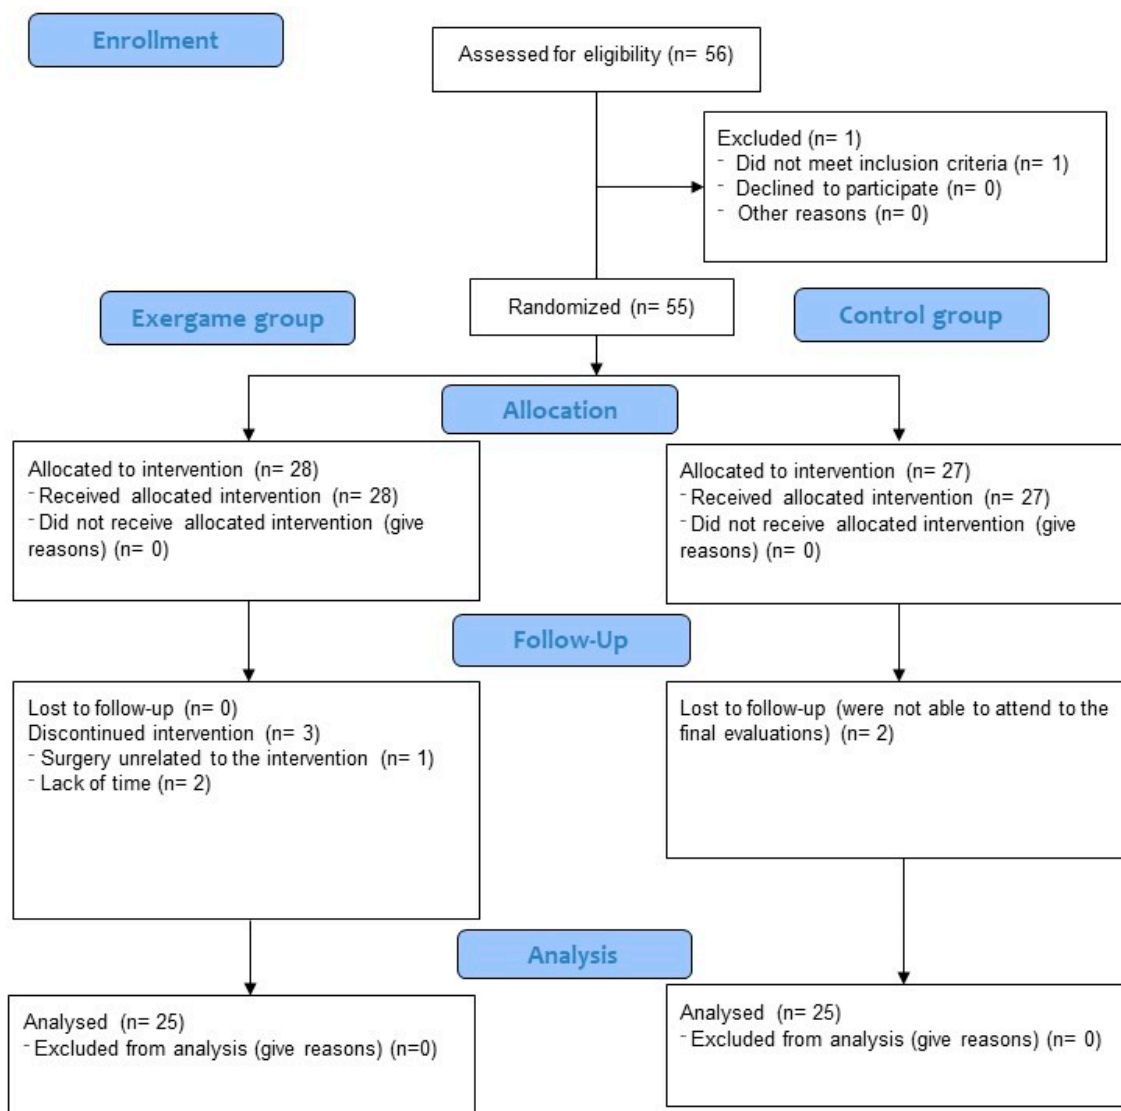 Enrollment
Assessed for eligibility (n= 56)
Excluded (n= 1)
- Did not meet inclusion criteria (n= 1)
- Declined to participate (n= 0)
- Other reasons (n= 0)
Randomized (n= 55)
Exergame group
Control group
Allocation
Allocated to intervention (n= 28)
- Received allocated intervention (n= 28)
- Did not receive allocated intervention (give
reasons) (n= 0)
Allocated to intervention (n= 27)
- Received allocated intervention (n= 27)
- Did not receive allocated intervention (give
reasons) (n= 0)
Follow-Up
Lost to follow-up (n= 0)
Discontinued intervention (n= 3)
- Surgery unrelated to the intervention (n= 1)
- Lack of time (n= 2)
Lost to follow-up (were not able to attend to the
final evaluations) (n= 2)
Analysis
Analysed (n= 25)
- Excluded from analysis (give reasons) (n=0)
Analysed (n= 25)
- Excluded from analysis (give reasons) (n= 0)